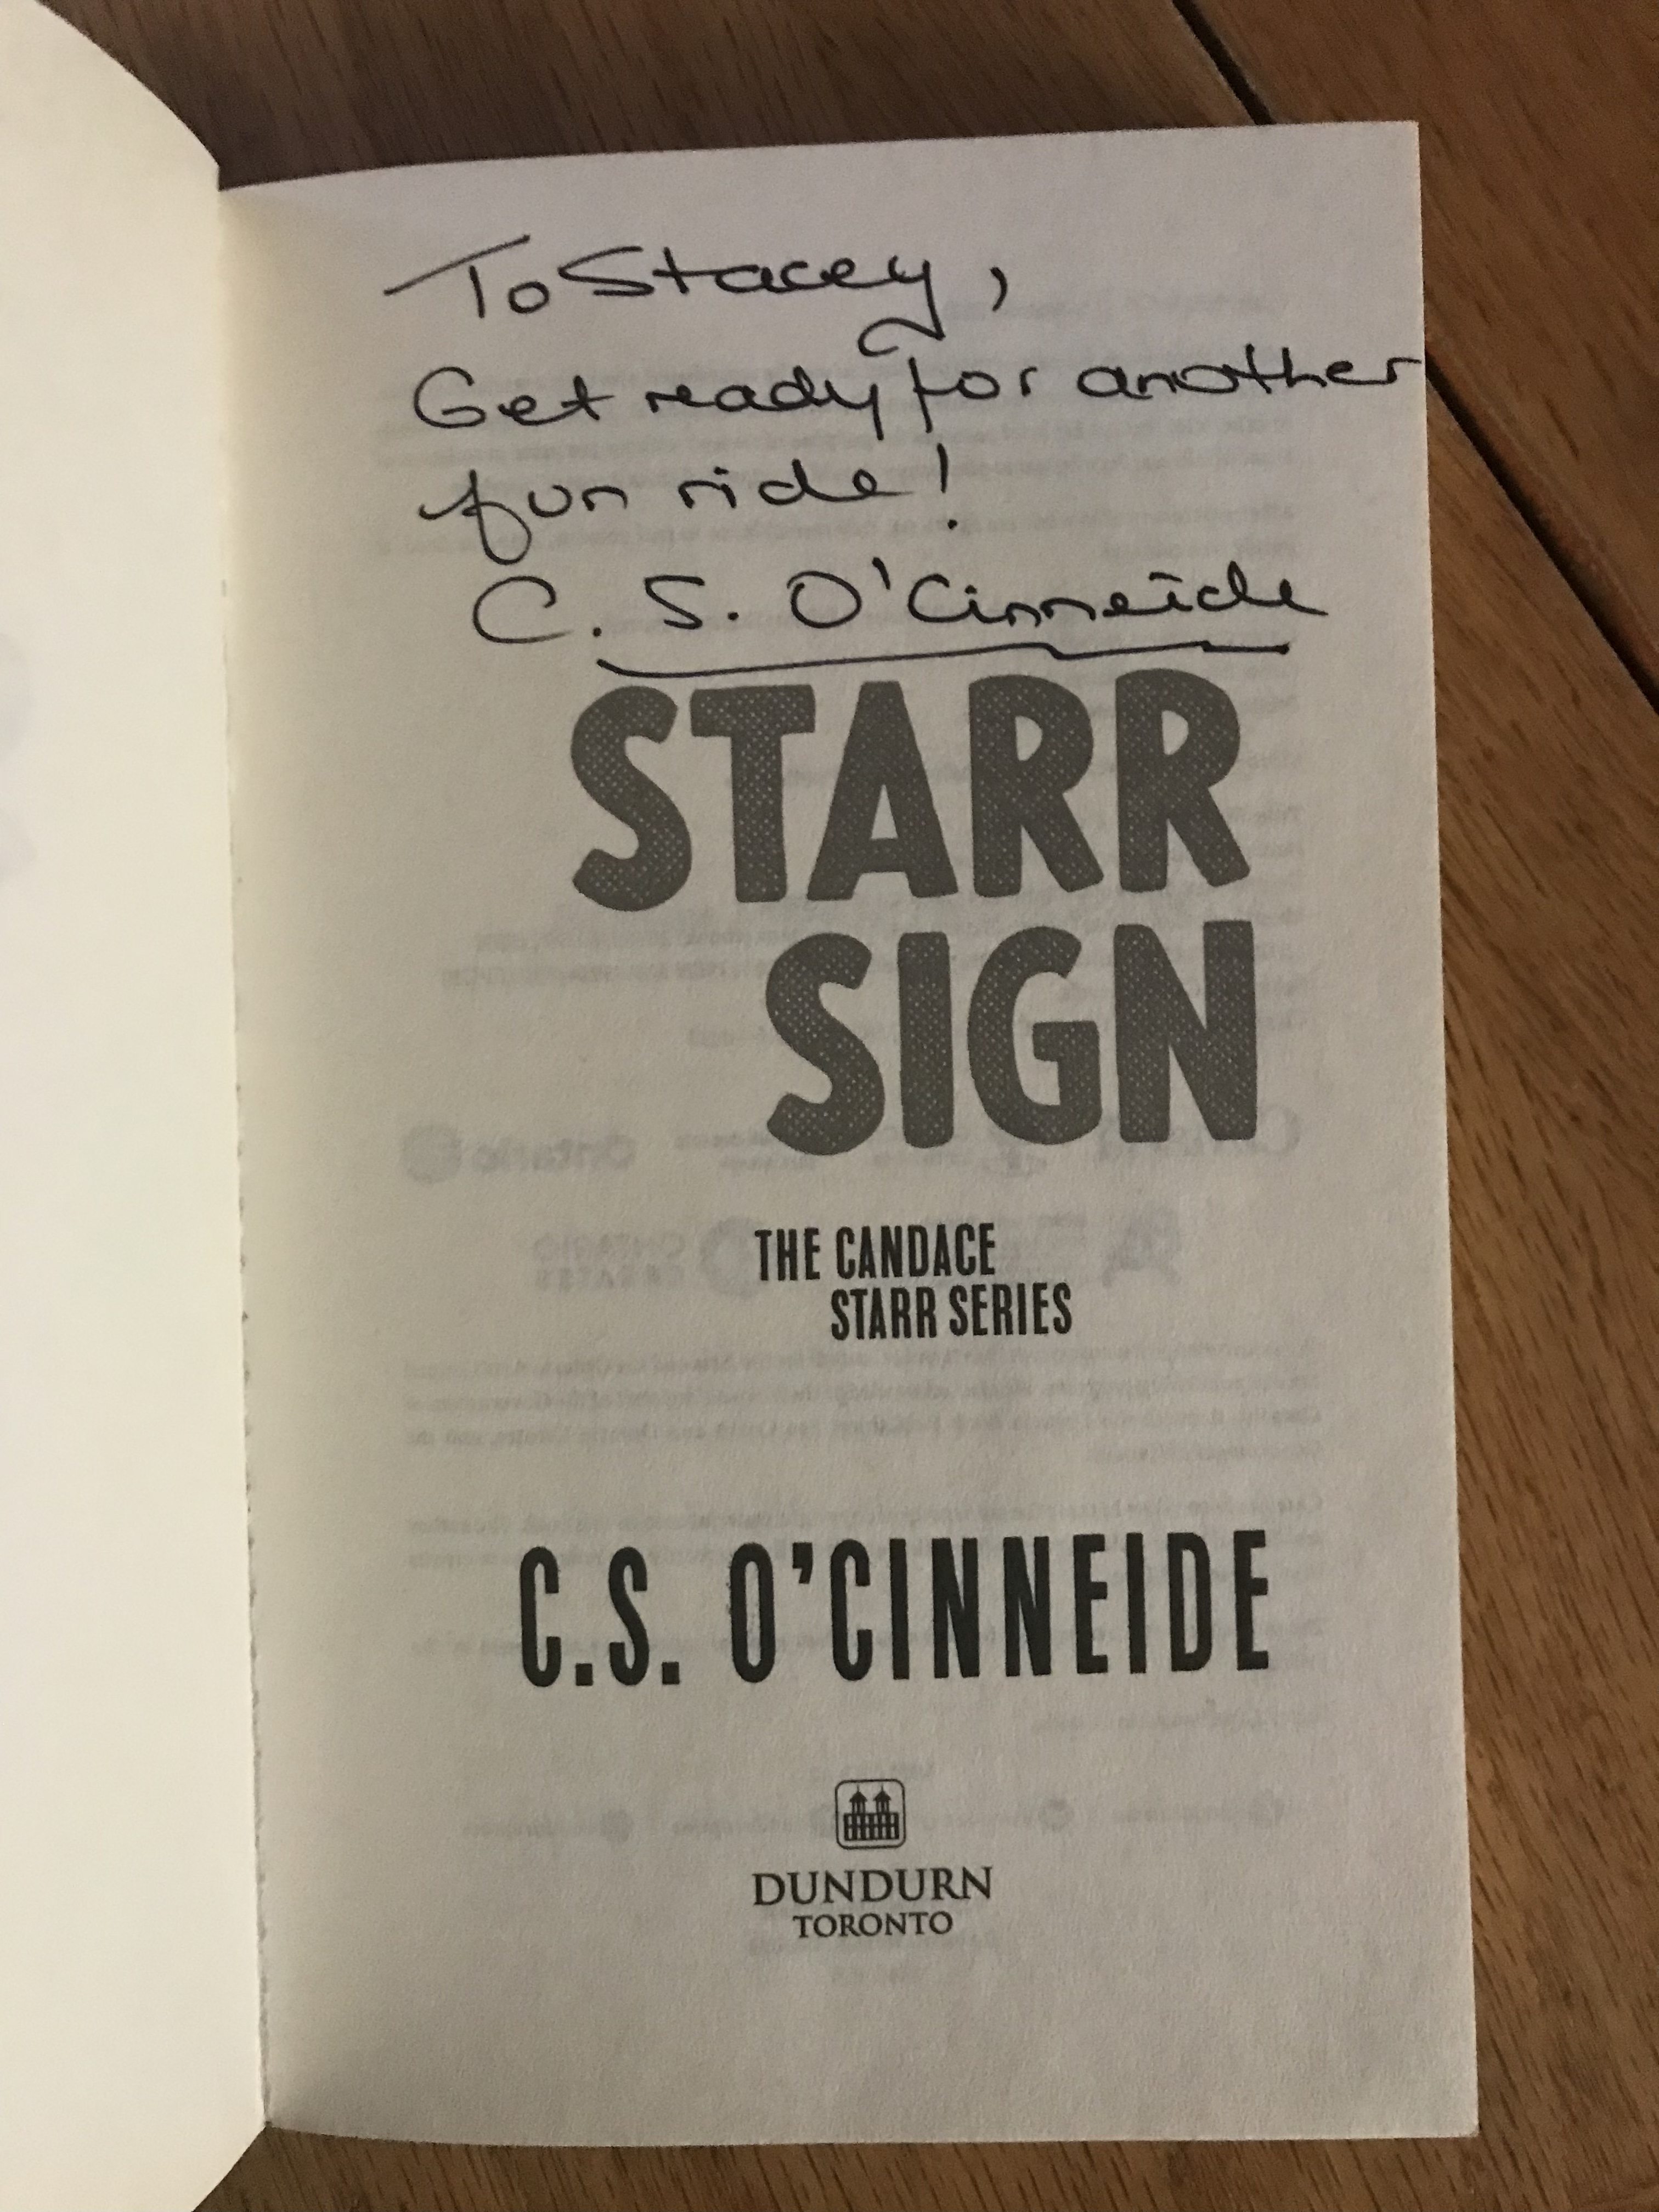 To Stacey,
Get ready for another
fun ride!
C. S. O'Cinneide
STARR
SIGN
THE CANDACE
STARR SERIES
C.S. O'CINNEIDE
DUNDURN
TORONTO